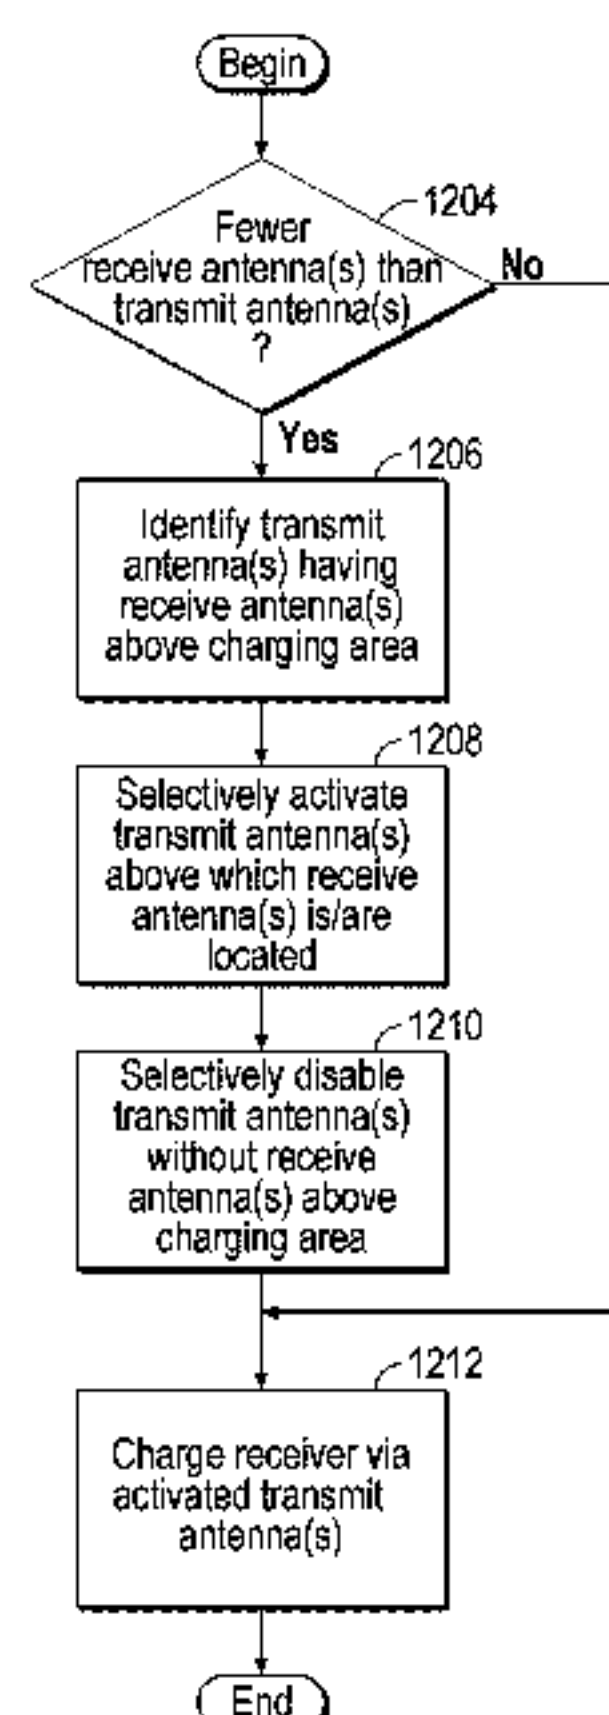 Begin
1204
Fewer
receive antenna(s) than
transmit antenna(s)
?
No
Yes
1206
Identify transmit
antenna(s) having
receive antenna(s)
above charging area
1208
Selectively activate
transmit antenna(s)
above which receive
antenna(s) is/are
located
1210
Selectively disable
transmit antenna(s)
without receive
antenna(s) above
charging area
1212
Charge receiver via
activated transmit
antenna(s)
End